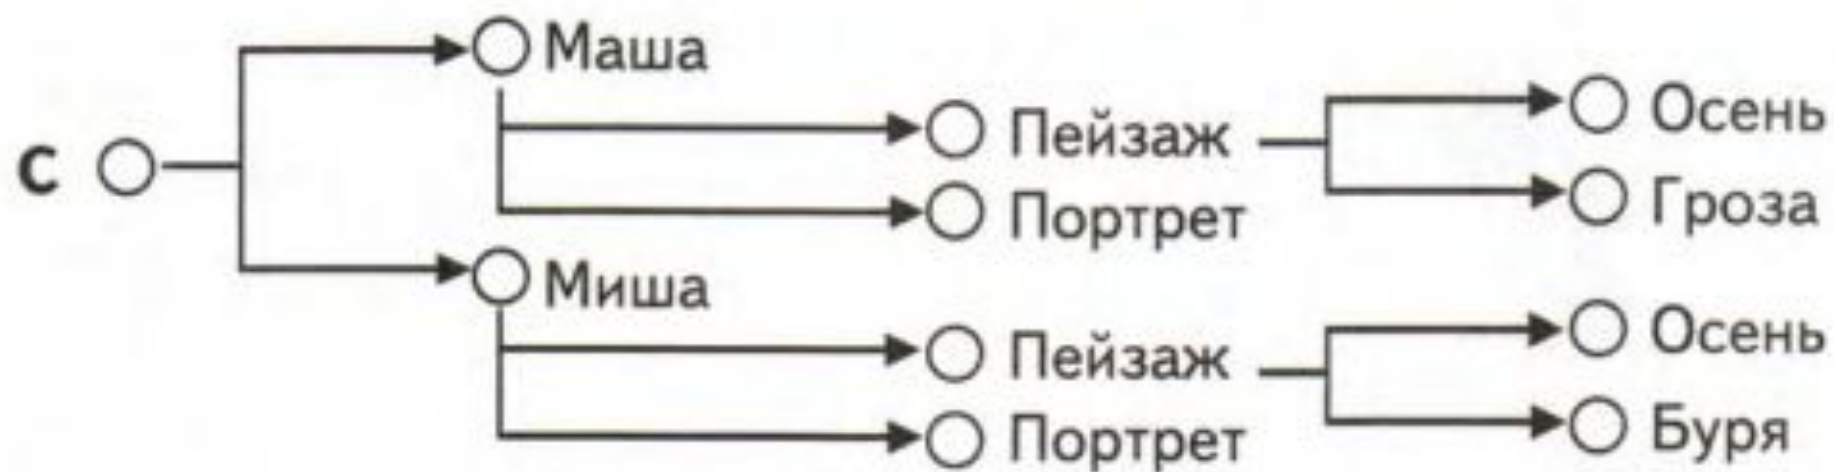 Маша
Осень
Пейзаж
С
Гроза
Портрет
Миша
Осень
Пейзаж
Буря
Портрет